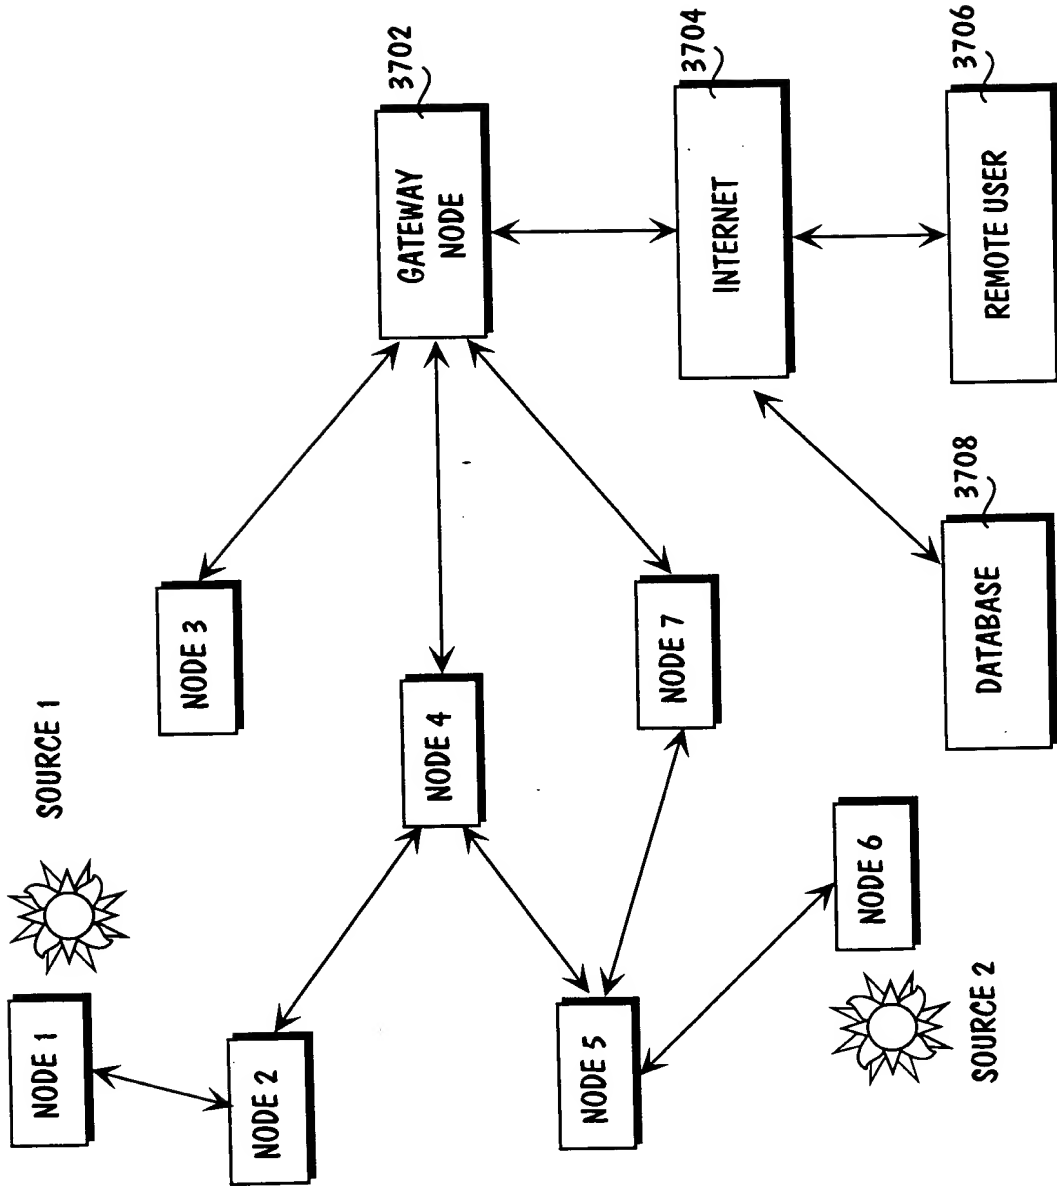 NODE 1
SOURCE 1
NODE 3
NODE 2
3702
GATEWAY
NODE
NODE 4
NODE 5
NODE 7
3704
INTERNET
NODE 6
SOURCE 2
3708
DATABASE
3706
REMOTE USER